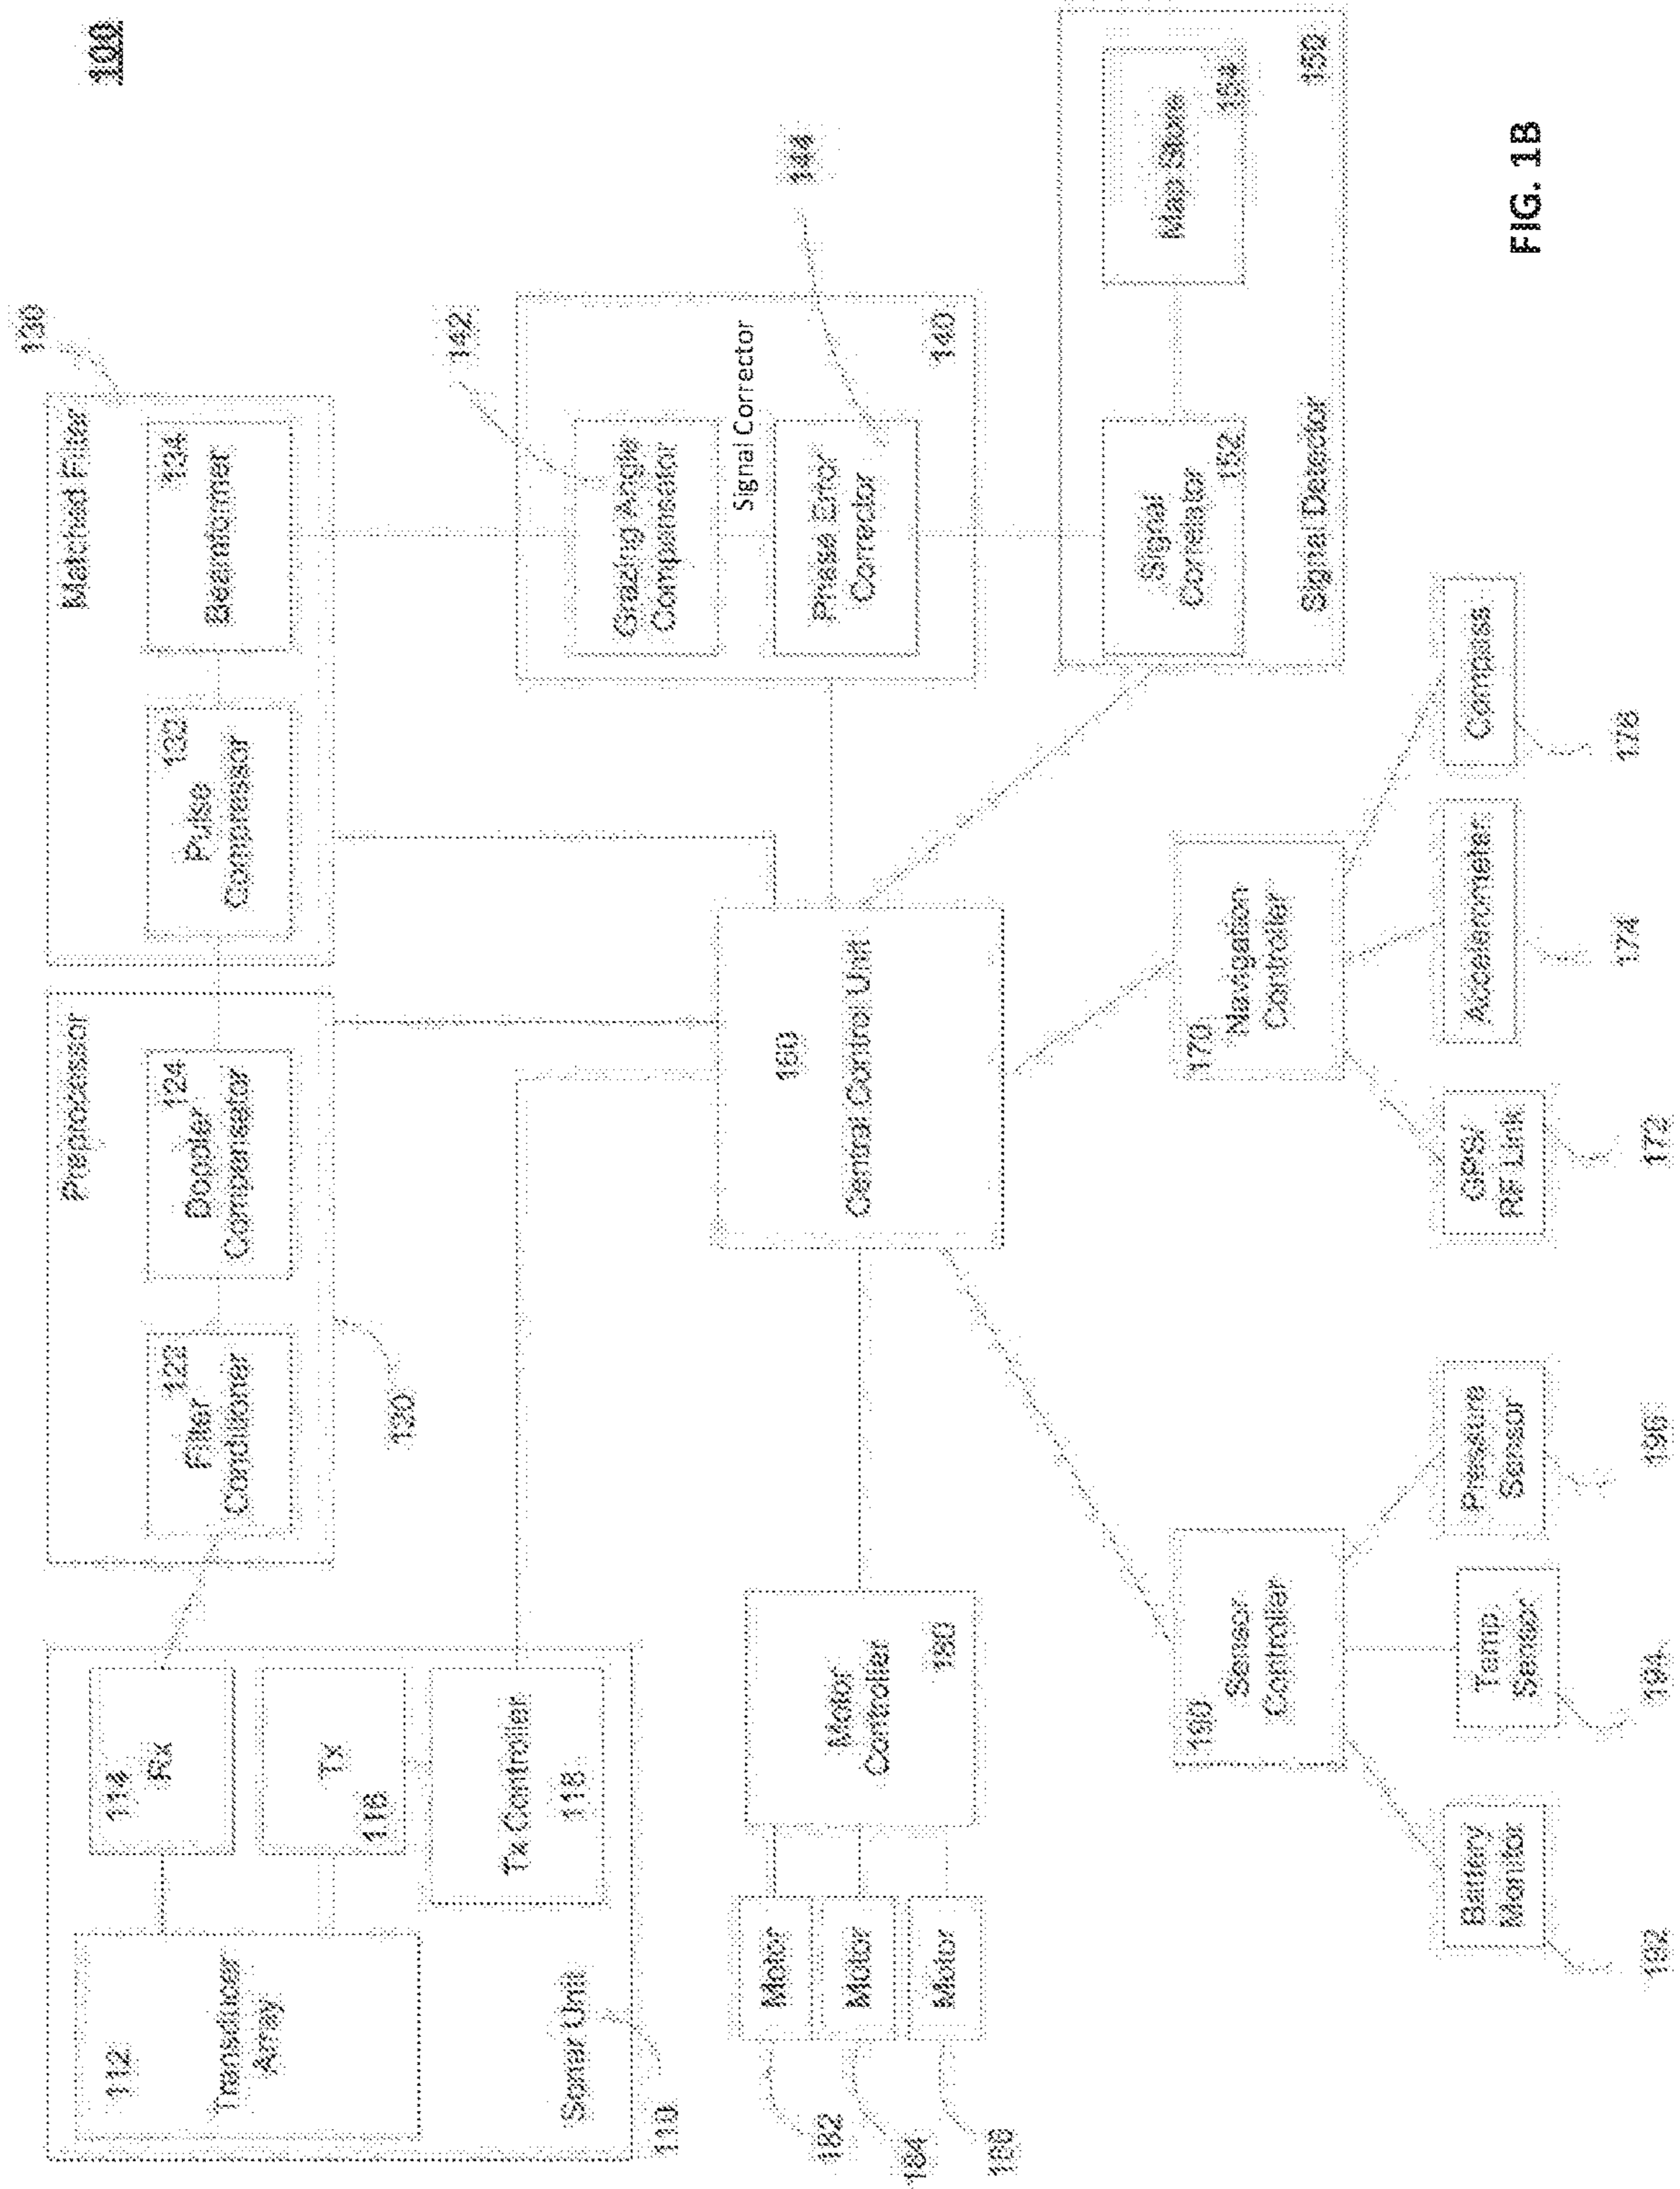 100
112
Transducer
Array
114
Rx
Tx
116
Tx Controller
118
Sonar Unit
110
Preprocessor
Filter
122
Conditioner
Doppler
124
Compensator
130
Matched Filter
130
Pulse
132
Compressor
134
Beamformer
142
Grazing Angle
Compensator
Signal Corrector
Phase Error
Corrector
140
144
Signal
Correlator
152
Map Store
154
Signal Detector
150
160
Central Control Unit
Motor
Controller
180
Motor
Motor
Motor
182
184
186
170
Navigation
Controller
GPS/
RF Link
172
Accelerometer
174
Compass
176
190
Sensor
Controller
Battery
Monitor
192
Temp
Sensor
194
Pressure
Sensor
196
FIG. 1B